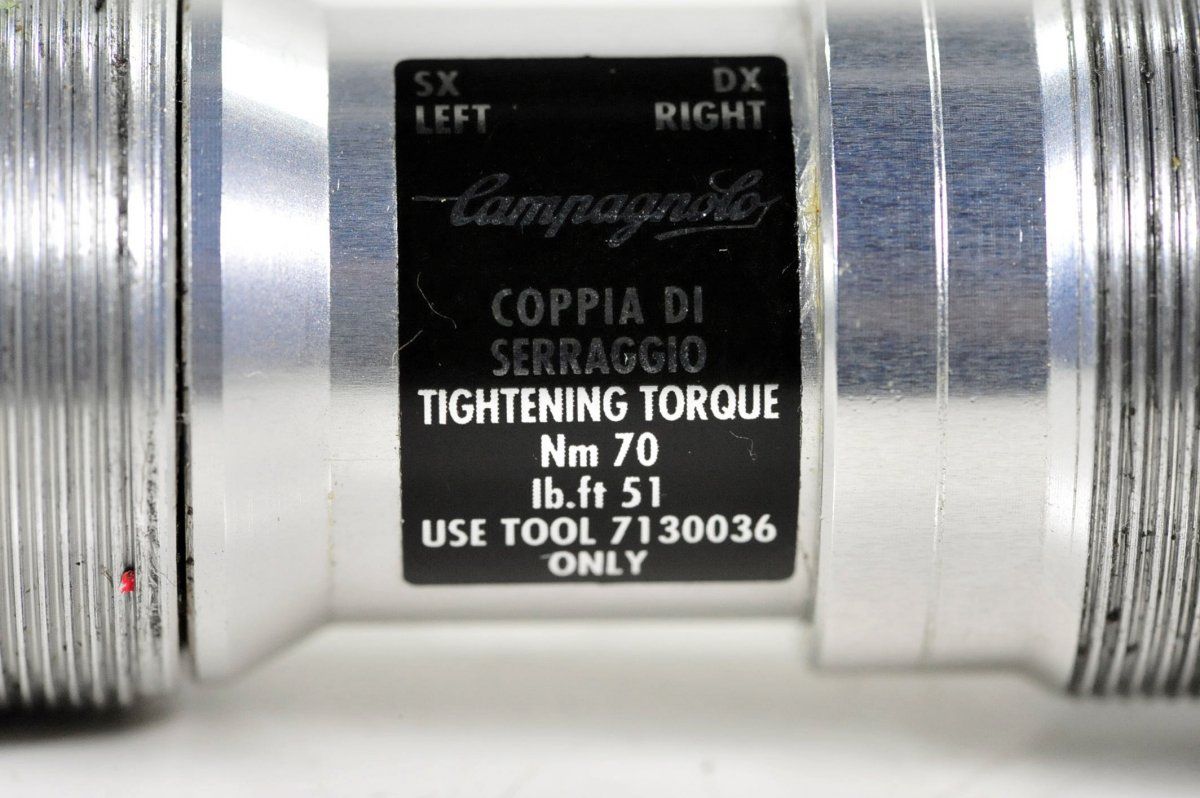 SX DX
LEFT RIGHT
Campagnolo
COPPIA DI
SERRAGGIO
TIGHTENING TORQUE
Nm 70
lb.ft 51
USE TOOL 7130036
ONLY